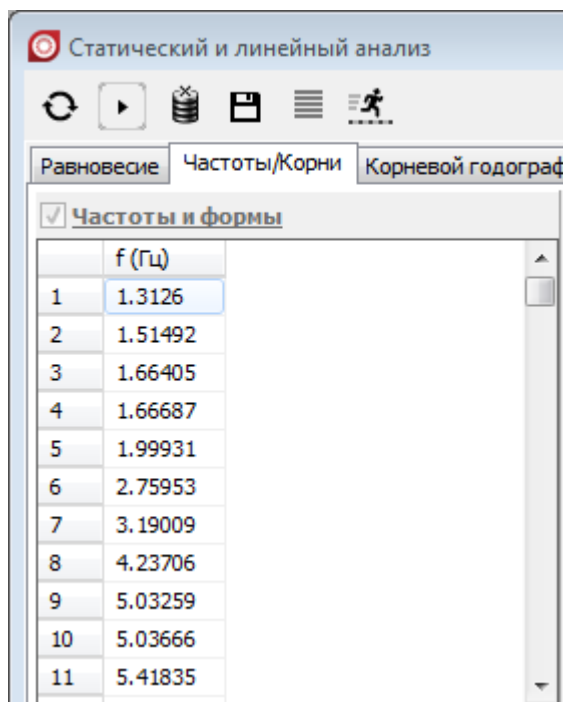 Статический и линейный анализ
Равновесие Частоты/Корни Корневой годограф
Частоты и формы
f (Гц)
1 1.3126
2 1.51492
3 1.66405
4 1.66687
5 1.99931
6 2.75953
7 3.19009
8 4.23706
9 5.03259
10 5.03666
11 5.41835